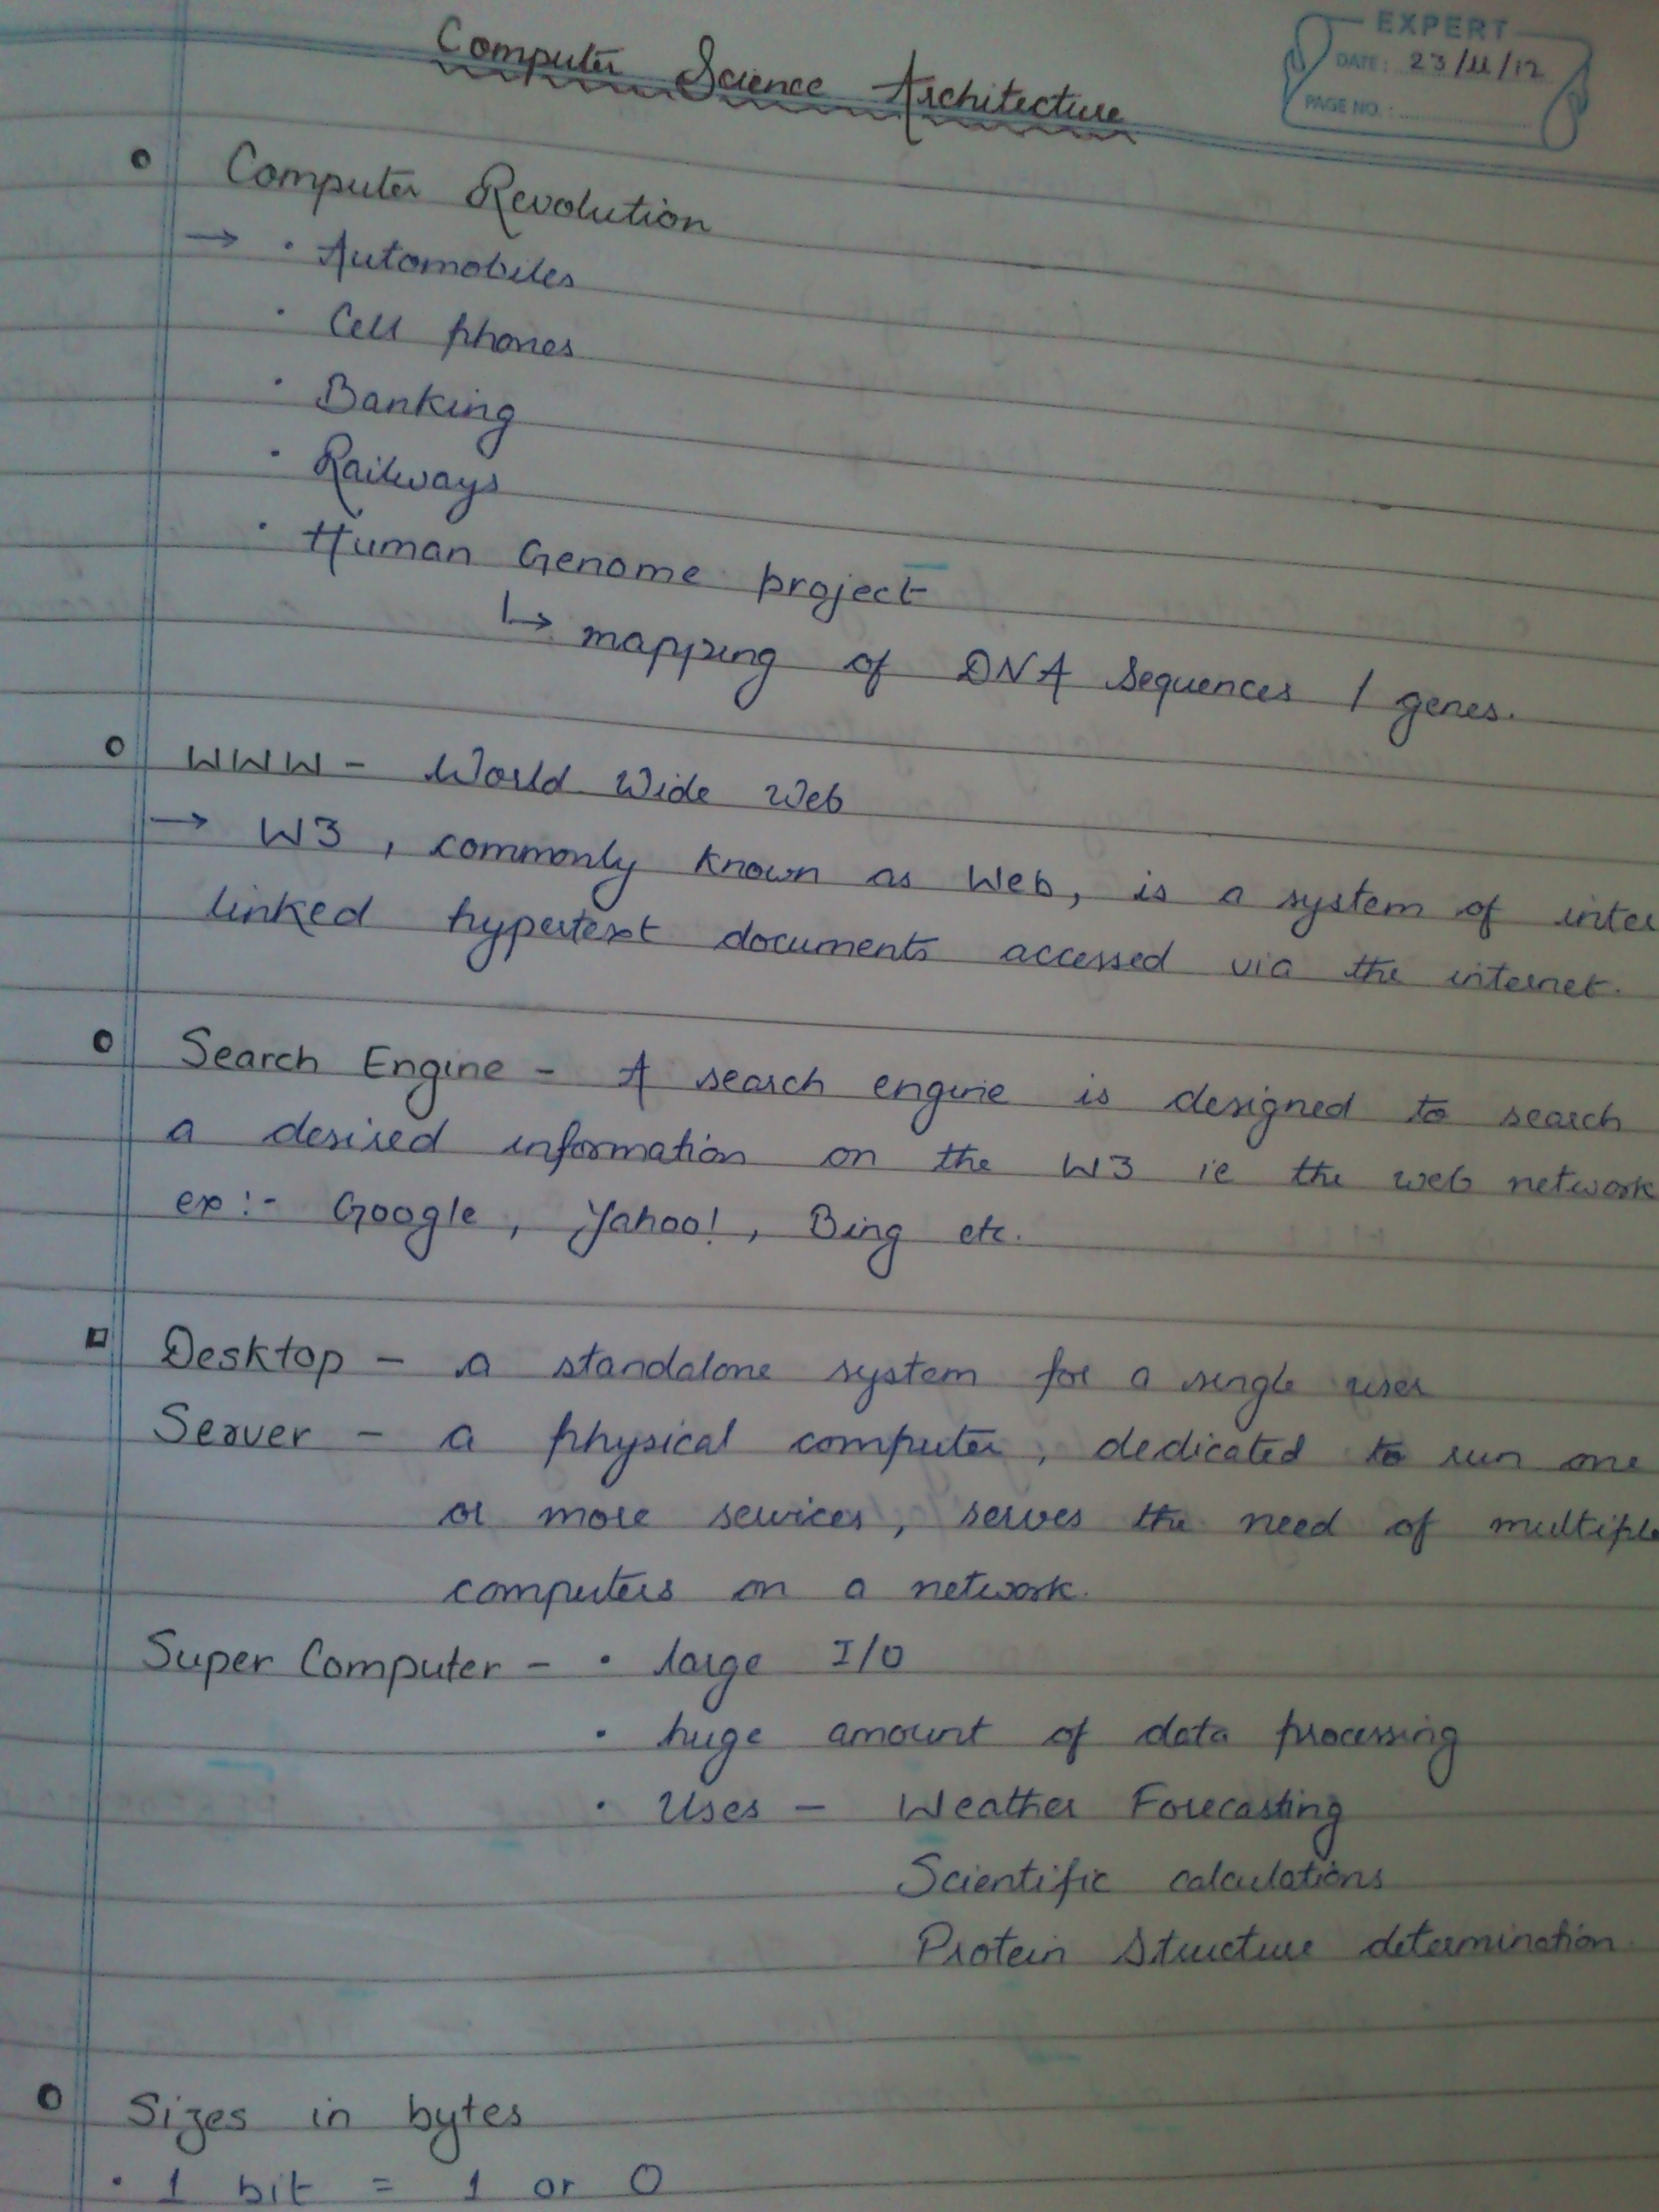 Computer Science Architecture
EXPERT
DATE: 23/11/12
PAGE NO.:
Computer Revolution
→ · Automobiles
· Cell phones
· Banking
· Railways
· Human Genome project
↳ mapping of DNA sequences / genes.
WWW - World Wide Web
→ W3, commonly known as Web, is a system of inter
linked hypertext documents accessed via the internet.
Search Engine - A search engine is designed to search
a desired information on the W3 ie the web network
ex:- Google, Yahoo!, Bing etc.
Desktop - a standalone system for a single user
Server - a physical computer, dedicated to run one
or more services, serves the need of multiple
computers on a network.
Super Computer - · large I/O
· huge amount of data processing
· Uses - Weather Forecasting
Scientific calculations
Protein Structure determination.
Sizes in bytes
· 1 bit = 1 or 0